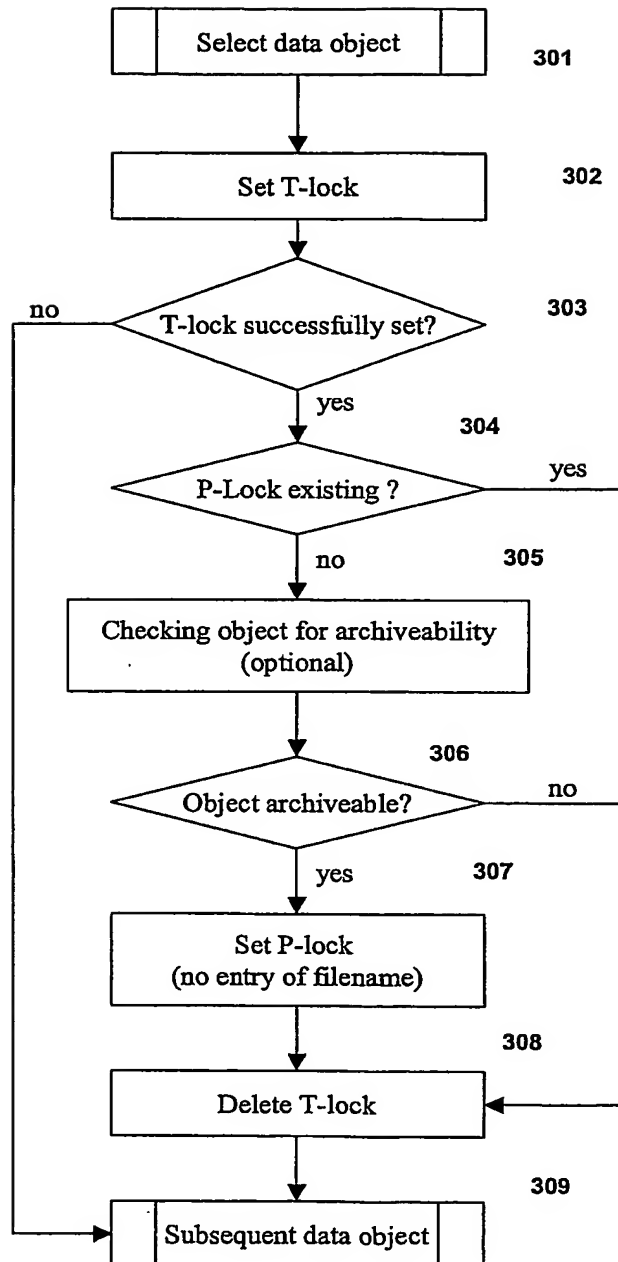 Select data object
301
Set T-lock
302
T-lock successfully set?
303
no
yes
304
P-Lock existing ?
yes
no
305
Checking object for archiveability
(optional)
306
Object archiveable?
no
yes
307
Set P-lock
(no entry of filename)
308
Delete T-lock
309
Subsequent data object